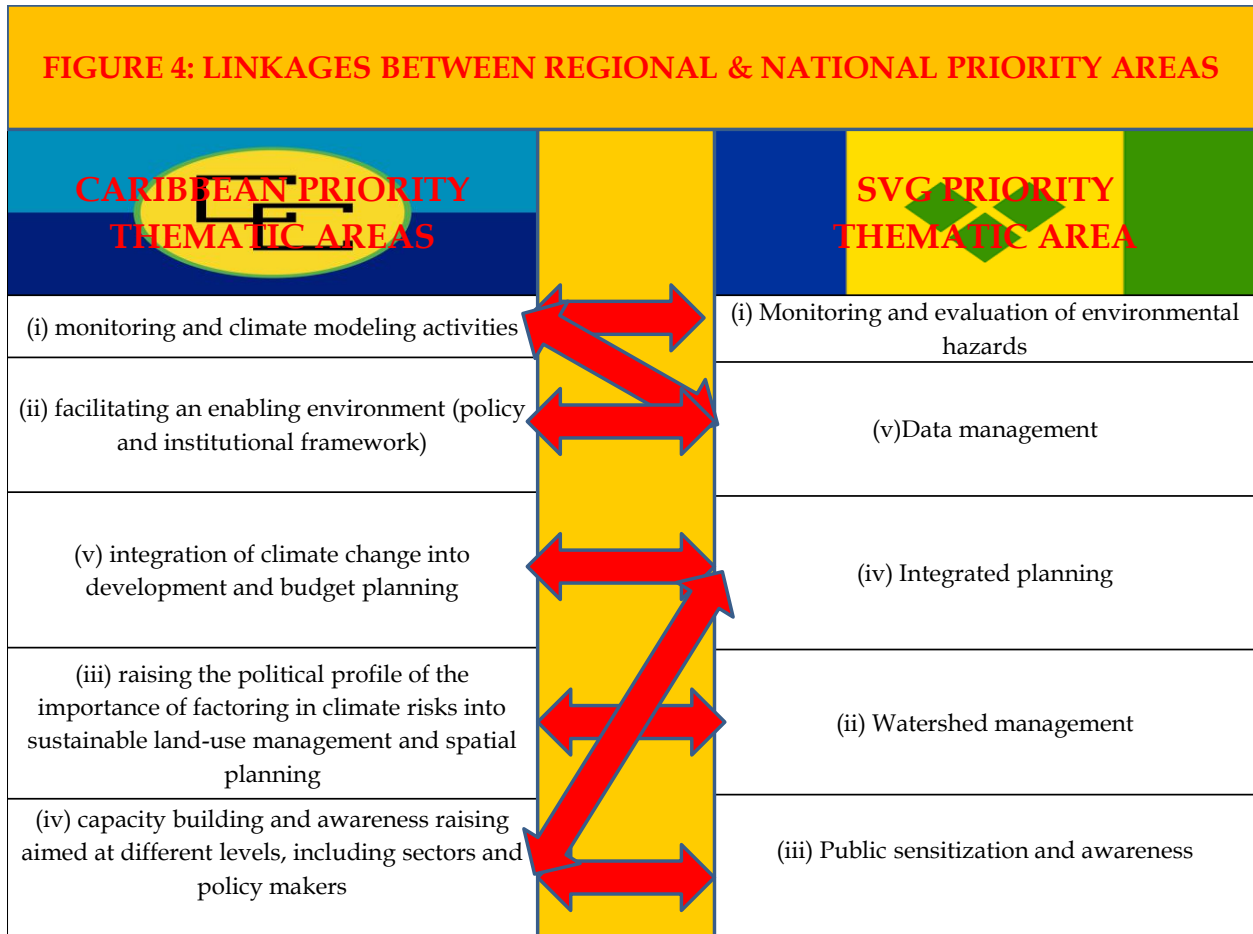 FIGURE 4: LINKAGES BETWEEN REGIONAL & NATIONAL PRIORITY AREAS
CARIBBEAN PRIORITY
THEMATIC AREAS
SVG PRIORITY
THEMATIC AREA
(i) monitoring and climate modeling activities
(i) Monitoring and evaluation of environmental
hazards
(ii) facilitating an enabling environment (policy
and institutional framework)
(v)Data management
(v) integration of climate change into
development and budget planning
(iv) Integrated planning
(iii) raising the political profile of the
importance of factoring in climate risks into
sustainable land-use management and spatial
planning
(ii) Watershed management
(iv) capacity building and awareness raising
aimed at different levels, including sectors and
policy makers
(iii) Public sensitization and awareness